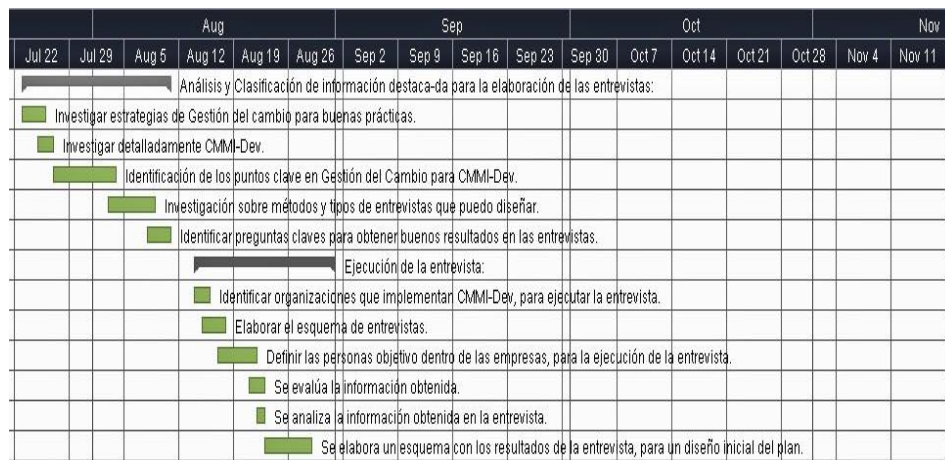 Aug Sep Oct Nov
Jul 22 Jul 29 Aug 5 Aug 12 Aug 19 Aug 26 Sep 2 Sep 9 Sep 16 Sep 23 Sep 30 Oct 7 Oct 14 Oct 21 Oct 28 Nov 4 Nov 11
Análisis y Clasificación de información destaca-da para la elaboración de las entrevistas:
Investigar estrategias de Gestión del cambio para buenas prácticas.
Investigar detalladamente CMMI-Dev.
Identificación de los puntos clave en Gestión del Cambio para CMMI-Dev.
Investigación sobre métodos y tipos de entrevistas que puedo diseñar.
Identificar preguntas claves para obtener buenos resultados en las entrevistas.
Ejecución de la entrevista:
Identificar organizaciones que implementan CMMI-Dev, para ejecutar la entrevista.
Elaborar el esquema de entrevistas.
Definir las personas objetivo dentro de las empresas, para la ejecución de la entrevista.
Se evalúa la información obtenida.
Se analiza la información obtenida en la entrevista.
Se elabora un esquema con los resultados de la entrevista, para un diseño inicial del plan.